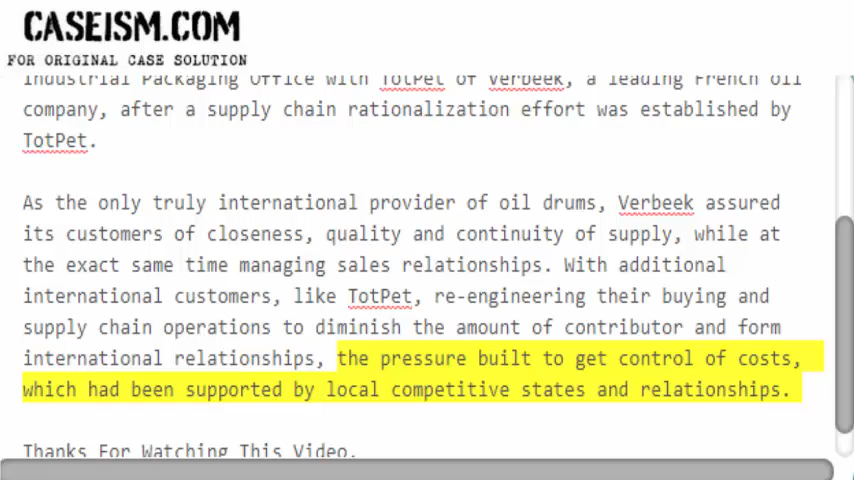 CASEISM.COM
FOR ORIGINAL CASE SOLUTION
Industrial Packaging Office with TotPet of Verbeek, a leading French oil
company, after a supply chain rationalization effort was established by
TotPet.
As the only truly international provider of oil drums, Verbeek assured
its customers of closeness, quality and continuity of supply, while at
the exact same time managing sales relationships. With additional
international customers, like TotPet, re-engineering their buying and
supply chain operations to diminish the amount of contributor and form
international relationships, the pressure built to get control of costs,
which had been supported by local competitive states and relationships.
Thanks For Watching This Video.